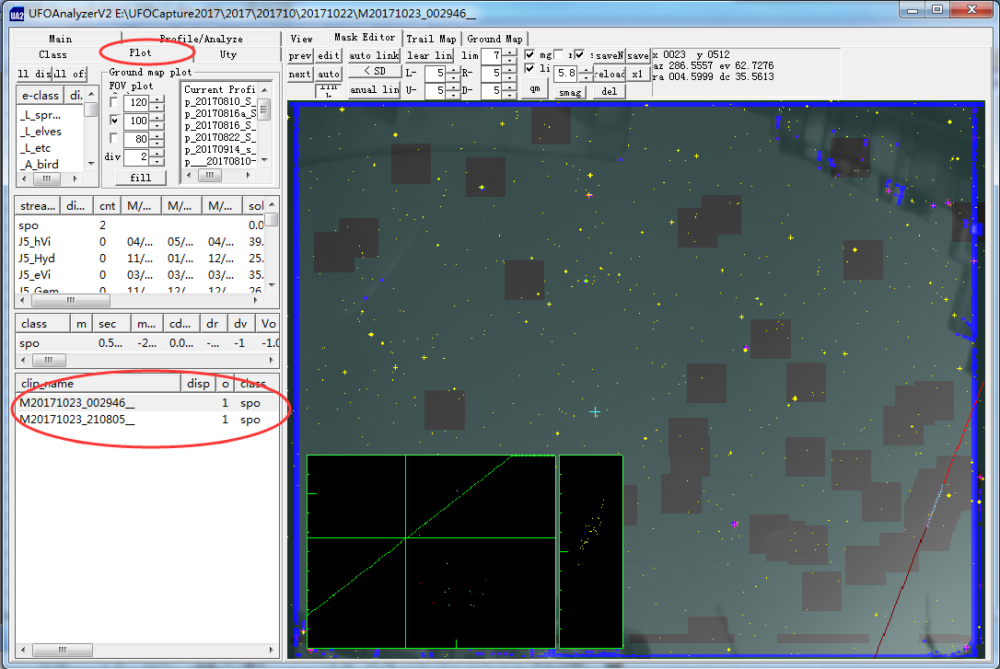 UA2 UFOAnalyzerV2 E:\UFOCapture2017\2017\201710\20171022\M20171023_002946__
Main Profile/Analyze
Class Plot Uty
ll dis ll of:
e-class di.
_L_spr...
_L_elves
_L_etc
_A_bird
Ground map plot
FOV plot
120
100
80
div 2
fill
Current Profi
p_20170810_S_
p_20170816a_S
p_20170816_S_
p_20170822_S_
p_20170914_s_
p___20170810-
strea... di... cnt M/... M/... M/... sol
spo 2 0.0
J5_hVi 0 04/... 05/... 04/... 39.
J5_Hyd 0 11/... 01/... 12/... 25.
J5_eVi 0 03/... 03/... 03/... 35.
J5_Gem 0 11/ 12/ 12/ 26
class m sec m... cd... dr dv Vo
spo 0.5... -2... 0.0... -... -1 -1.0
clip_name disp o class
M20171023_002946__ 1 spo
M20171023_210805__ 1 spo
View Mask Editor Trail Map Ground Map
prev edit auto link lear lin lim 7 mg s saveN save
next auto < SD L- 5 R- 5 li 5.8 reload x1
anual lin U- 5 D- 5 qm smag del
x 0023 y 0512
az 286.5557 ev 62.7276
ra 004.5999 dc 35.5613